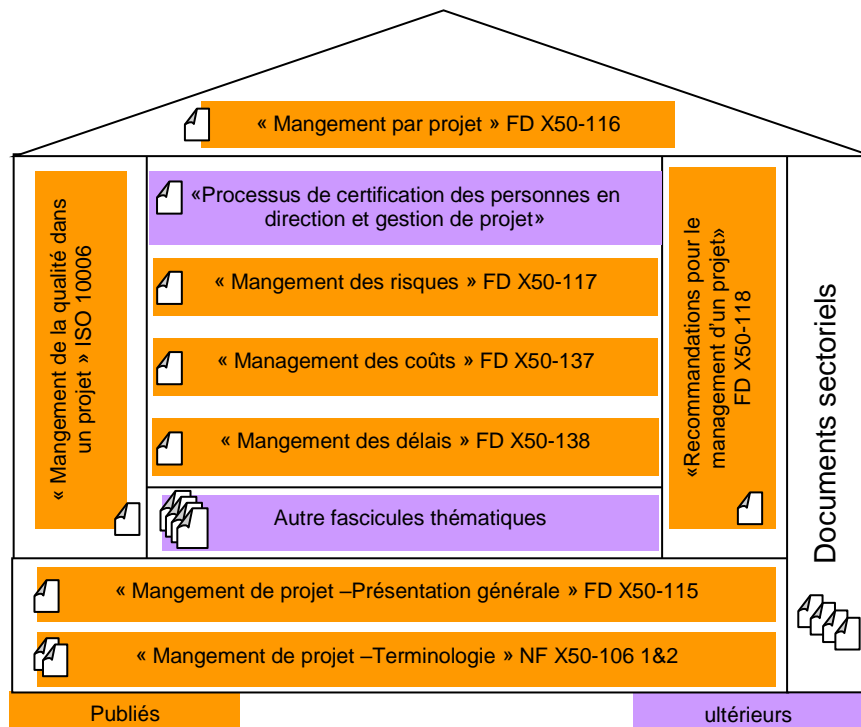 « Mangement par projet » FD X50-116
« Mangement de la qualité dans
un projet » ISO 10006
«Processus de certification des personnes en
direction et gestion de projet»
« Mangement des risques » FD X50-117
« Management des coûts » FD X50-137
« Mangement des délais » FD X50-138
Autre fascicules thématiques
«Recommandations pour le
management d'un projet»
FD X50-118
Documents sectoriels
« Mangement de projet –Présentation générale » FD X50-115
« Mangement de projet –Terminologie » NF X50-106 1&2
Publiés
ultérieurs